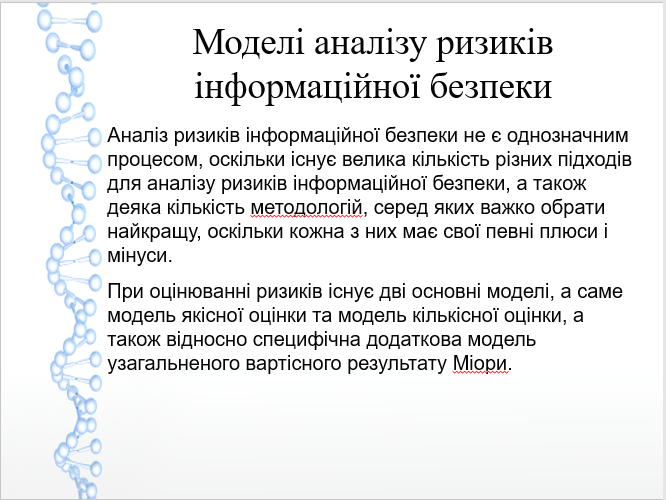 Моделі аналізу ризиків
інформаційної безпеки
Аналіз ризиків інформаційної безпеки не є однозначним
процесом, оскільки існує велика кількість різних підходів
для аналізу ризиків інформаційної безпеки, а також
деяка кількість методологій, серед яких важко обрати
найкращу, оскільки кожна з них має свої певні плюси і
мінуси.
При оцінюванні ризиків існує дві основні моделі, а саме
модель якісної оцінки та модель кількісної оцінки, а
також відносно специфічна додаткова модель
узагальненого вартісного результату Міори.